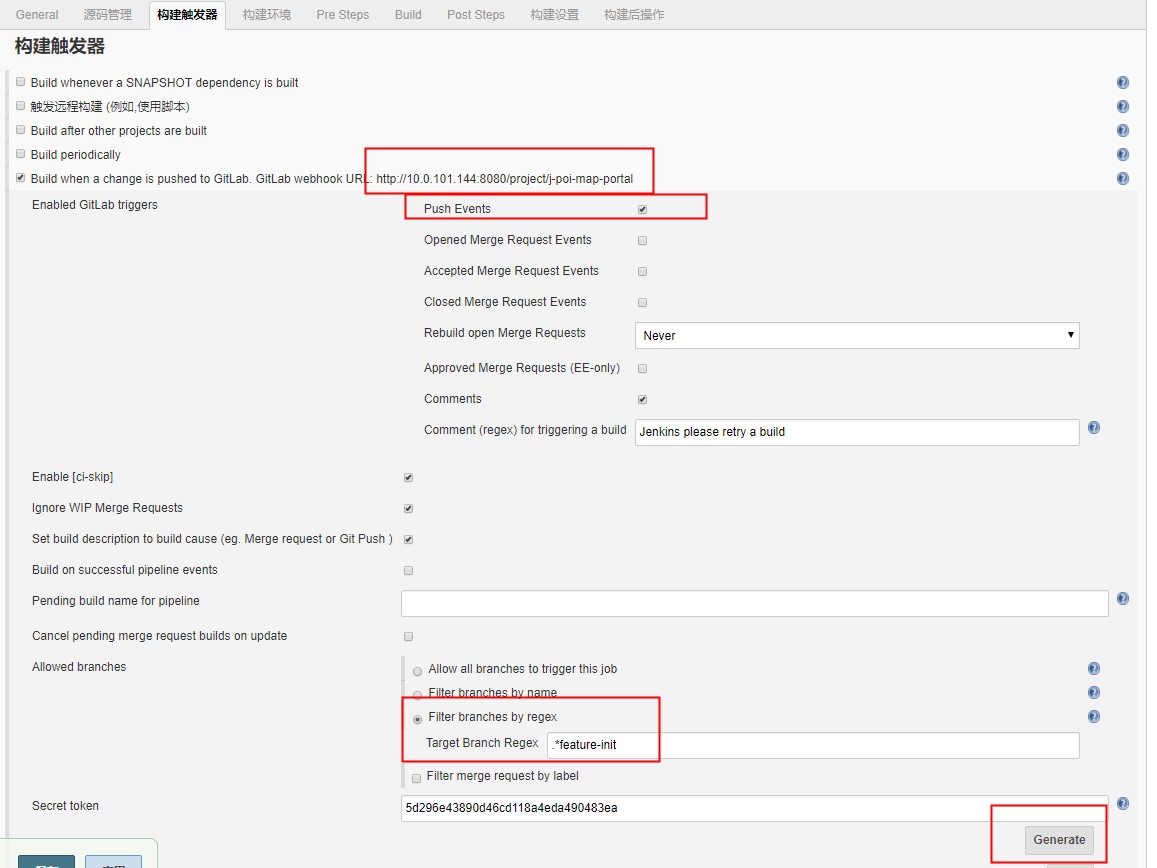 General 源码管理 构建触发器 构建环境 Pre Steps Build Post Steps 构建设置 构建后操作
构建触发器
Build whenever a SNAPSHOT dependency is built
触发远程构建 (例如,使用脚本)
Build after other projects are built
Build periodically
Build when a change is pushed to GitLab. GitLab webhook URL: http://10.0.101.144:8080/project/j-poi-map-portal
Enabled GitLab triggers
Push Events
Opened Merge Request Events
Accepted Merge Request Events
Closed Merge Request Events
Rebuild open Merge Requests Never
Approved Merge Requests (EE-only)
Comments
Comment (regex) for triggering a build Jenkins please retry a build
Enable [ci-skip]
Ignore WIP Merge Requests
Set build description to build cause (eg. Merge request or Git Push )
Build on successful pipeline events
Pending build name for pipeline
Cancel pending merge request builds on update
Allowed branches
Allow all branches to trigger this job
Filter branches by name
Filter branches by regex
Target Branch Regex .*feature-init
Filter merge request by label
Secret token 5d296e43890d46cd118a4eda490483ea
Generate